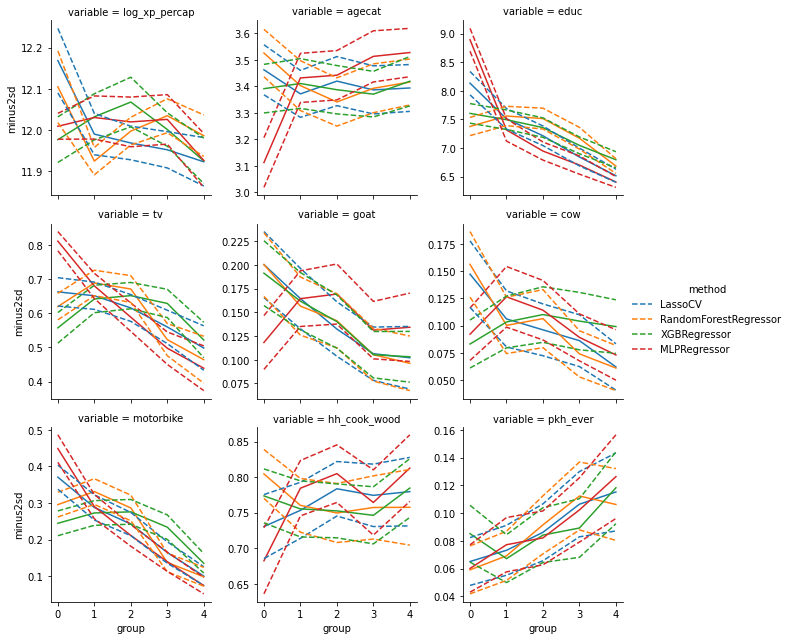 variable = log_xp_percap
variable = agecat
variable = educ
minus2sd
12.2
12.1
12.0
11.9
3.6
3.5
3.4
3.3
3.2
3.1
3.0
9.0
8.5
8.0
7.5
7.0
6.5
variable = tv
variable = goat
variable = cow
minus2sd
0.8
0.7
0.6
0.5
0.4
0.225
0.200
0.175
0.150
0.125
0.100
0.075
0.175
0.150
0.125
0.100
0.075
0.050
method
LassoCV
RandomForestRegressor
XGBRegressor
MLPRegressor
variable = motorbike
variable = hh_cook_wood
variable = pkh_ever
minus2sd
0.5
0.4
0.3
0.2
0.1
0.85
0.80
0.75
0.70
0.65
0.16
0.14
0.12
0.10
0.08
0.06
0.04
0 1 2 3 4
0 1 2 3 4
0 1 2 3 4
group
group
group